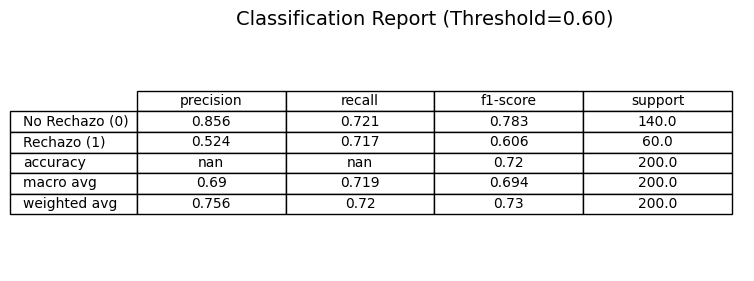 Classification Report (Threshold=0.60)
precision recall f1-score support
No Rechazo (0) 0.856 0.721 0.783 140.0
Rechazo (1) 0.524 0.717 0.606 60.0
accuracy nan nan 0.72 200.0
macro avg 0.69 0.719 0.694 200.0
weighted avg 0.756 0.72 0.73 200.0